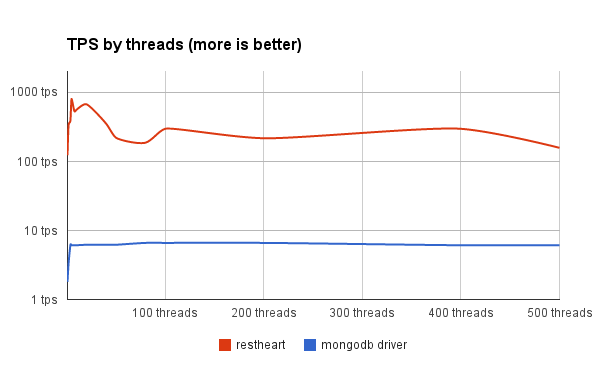 TPS by threads (more is better)
1000 tps
100 tps
10 tps
1 tps
100 threads 200 threads 300 threads 400 threads 500 threads
restheart mongodb driver